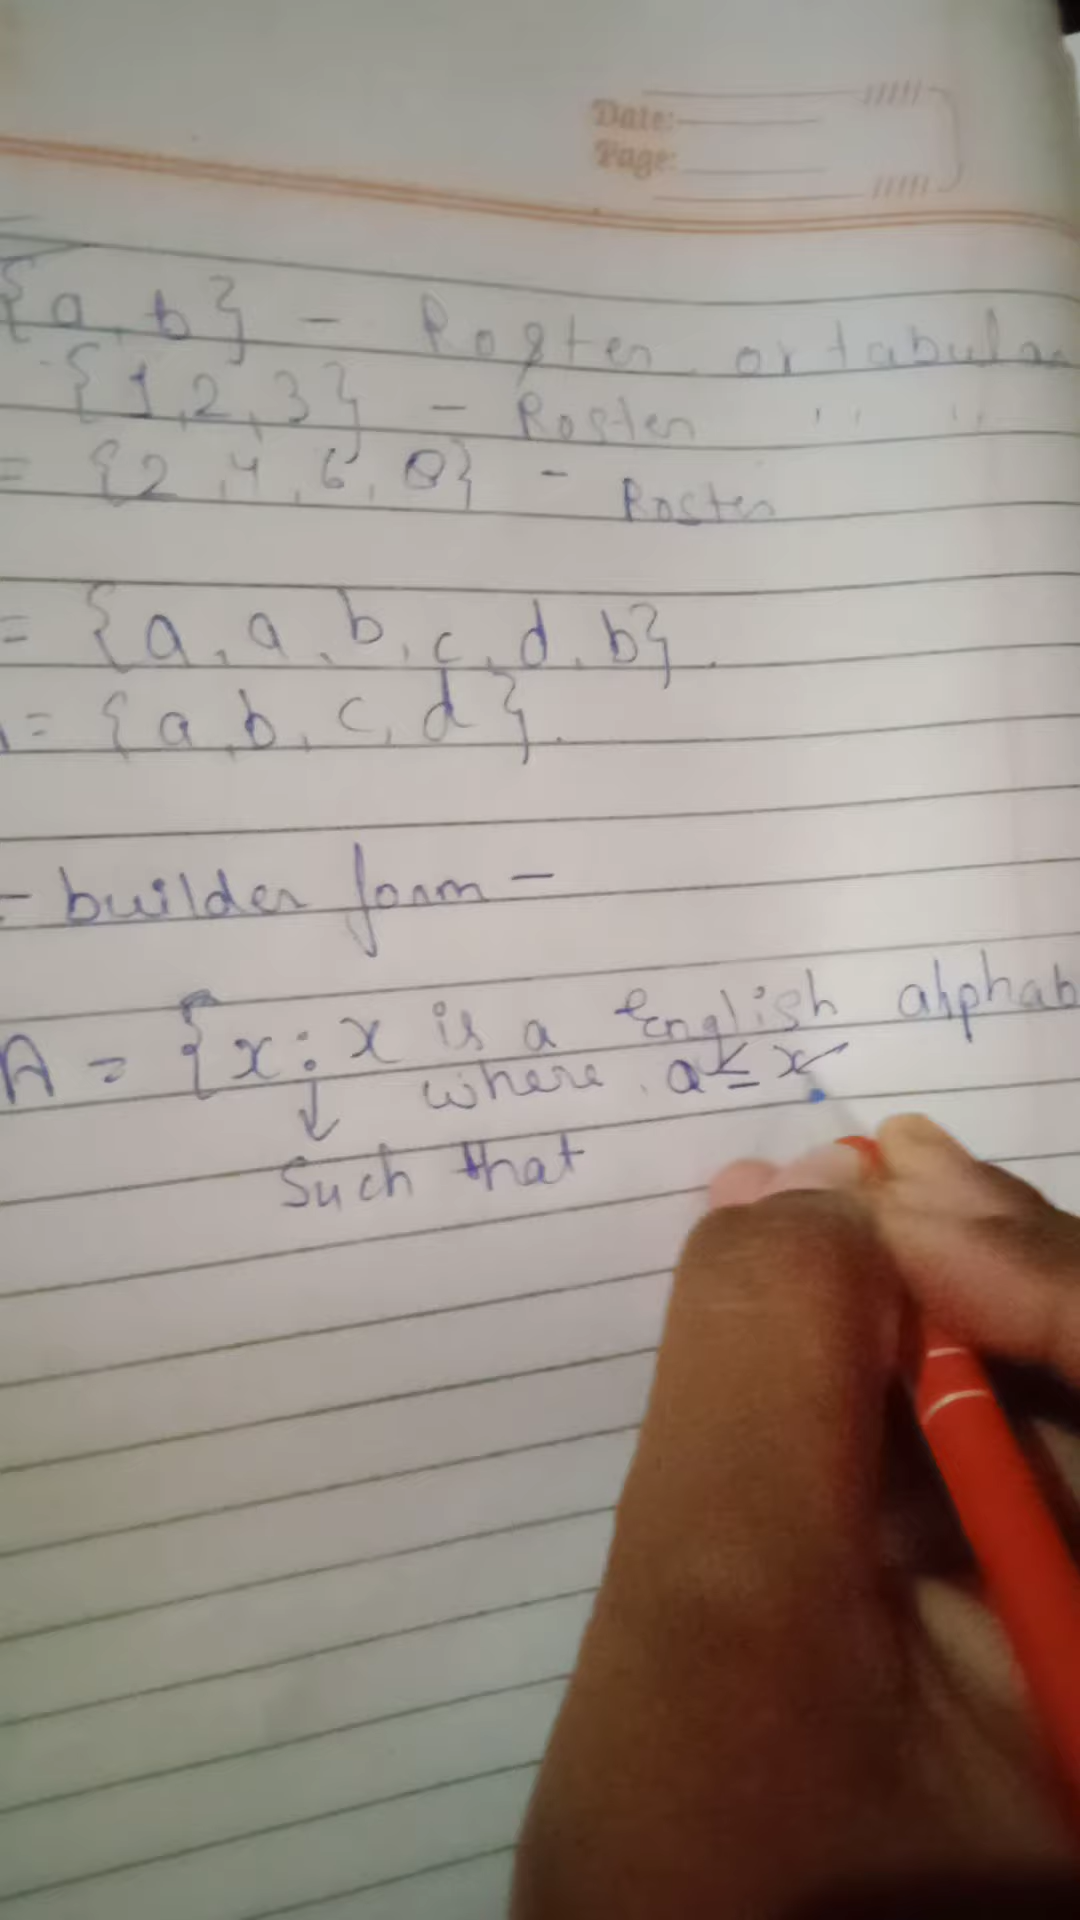 Date:
Page:
{a, b} - Roster or tabular
{1, 2, 3} - Roster " "
= {2, 4, 6, 8} - Roster
= {a, a, b, c, d, b}.
= {a, b, c, d}.
- builder form -
A = {x : x is a English alphab
where a ≤ x
↓
Such that